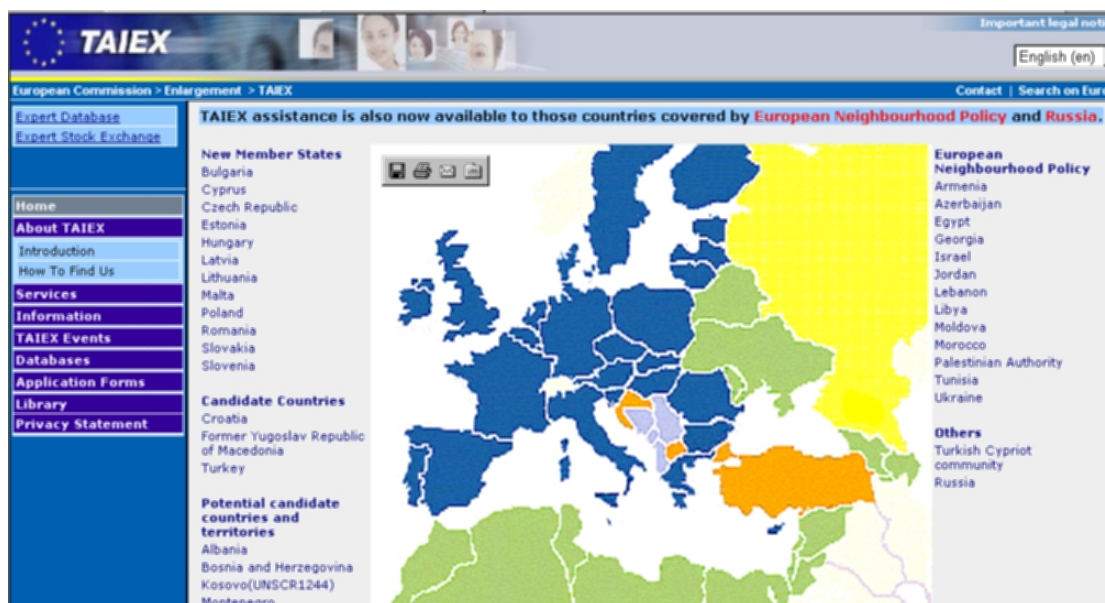 TAIEX
Important legal noti
English (en)
European Commission > Enlargement > TAIEX
Contact | Search on Euro
Expert Database
Expert Stock Exchange
Home
About TAIEX
Introduction
How To Find Us
Services
Information
TAIEX Events
Databases
Application Forms
Library
Privacy Statement
TAIEX assistance is also now available to those countries covered by European Neighbourhood Policy and Russia.
New Member States
Bulgaria
Cyprus
Czech Republic
Estonia
Hungary
Latvia
Lithuania
Malta
Poland
Romania
Slovakia
Slovenia
Candidate Countries
Croatia
Former Yugoslav Republic
of Macedonia
Turkey
Potential candidate
countries and
territories
Albania
Bosnia and Herzegovina
Kosovo(UNSCR1244)
Montenegro
European
Neighbourhood Policy
Armenia
Azerbaijan
Egypt
Georgia
Israel
Jordan
Lebanon
Libya
Moldova
Morocco
Palestinian Authority
Tunisia
Ukraine
Others
Turkish Cypriot
community
Russia